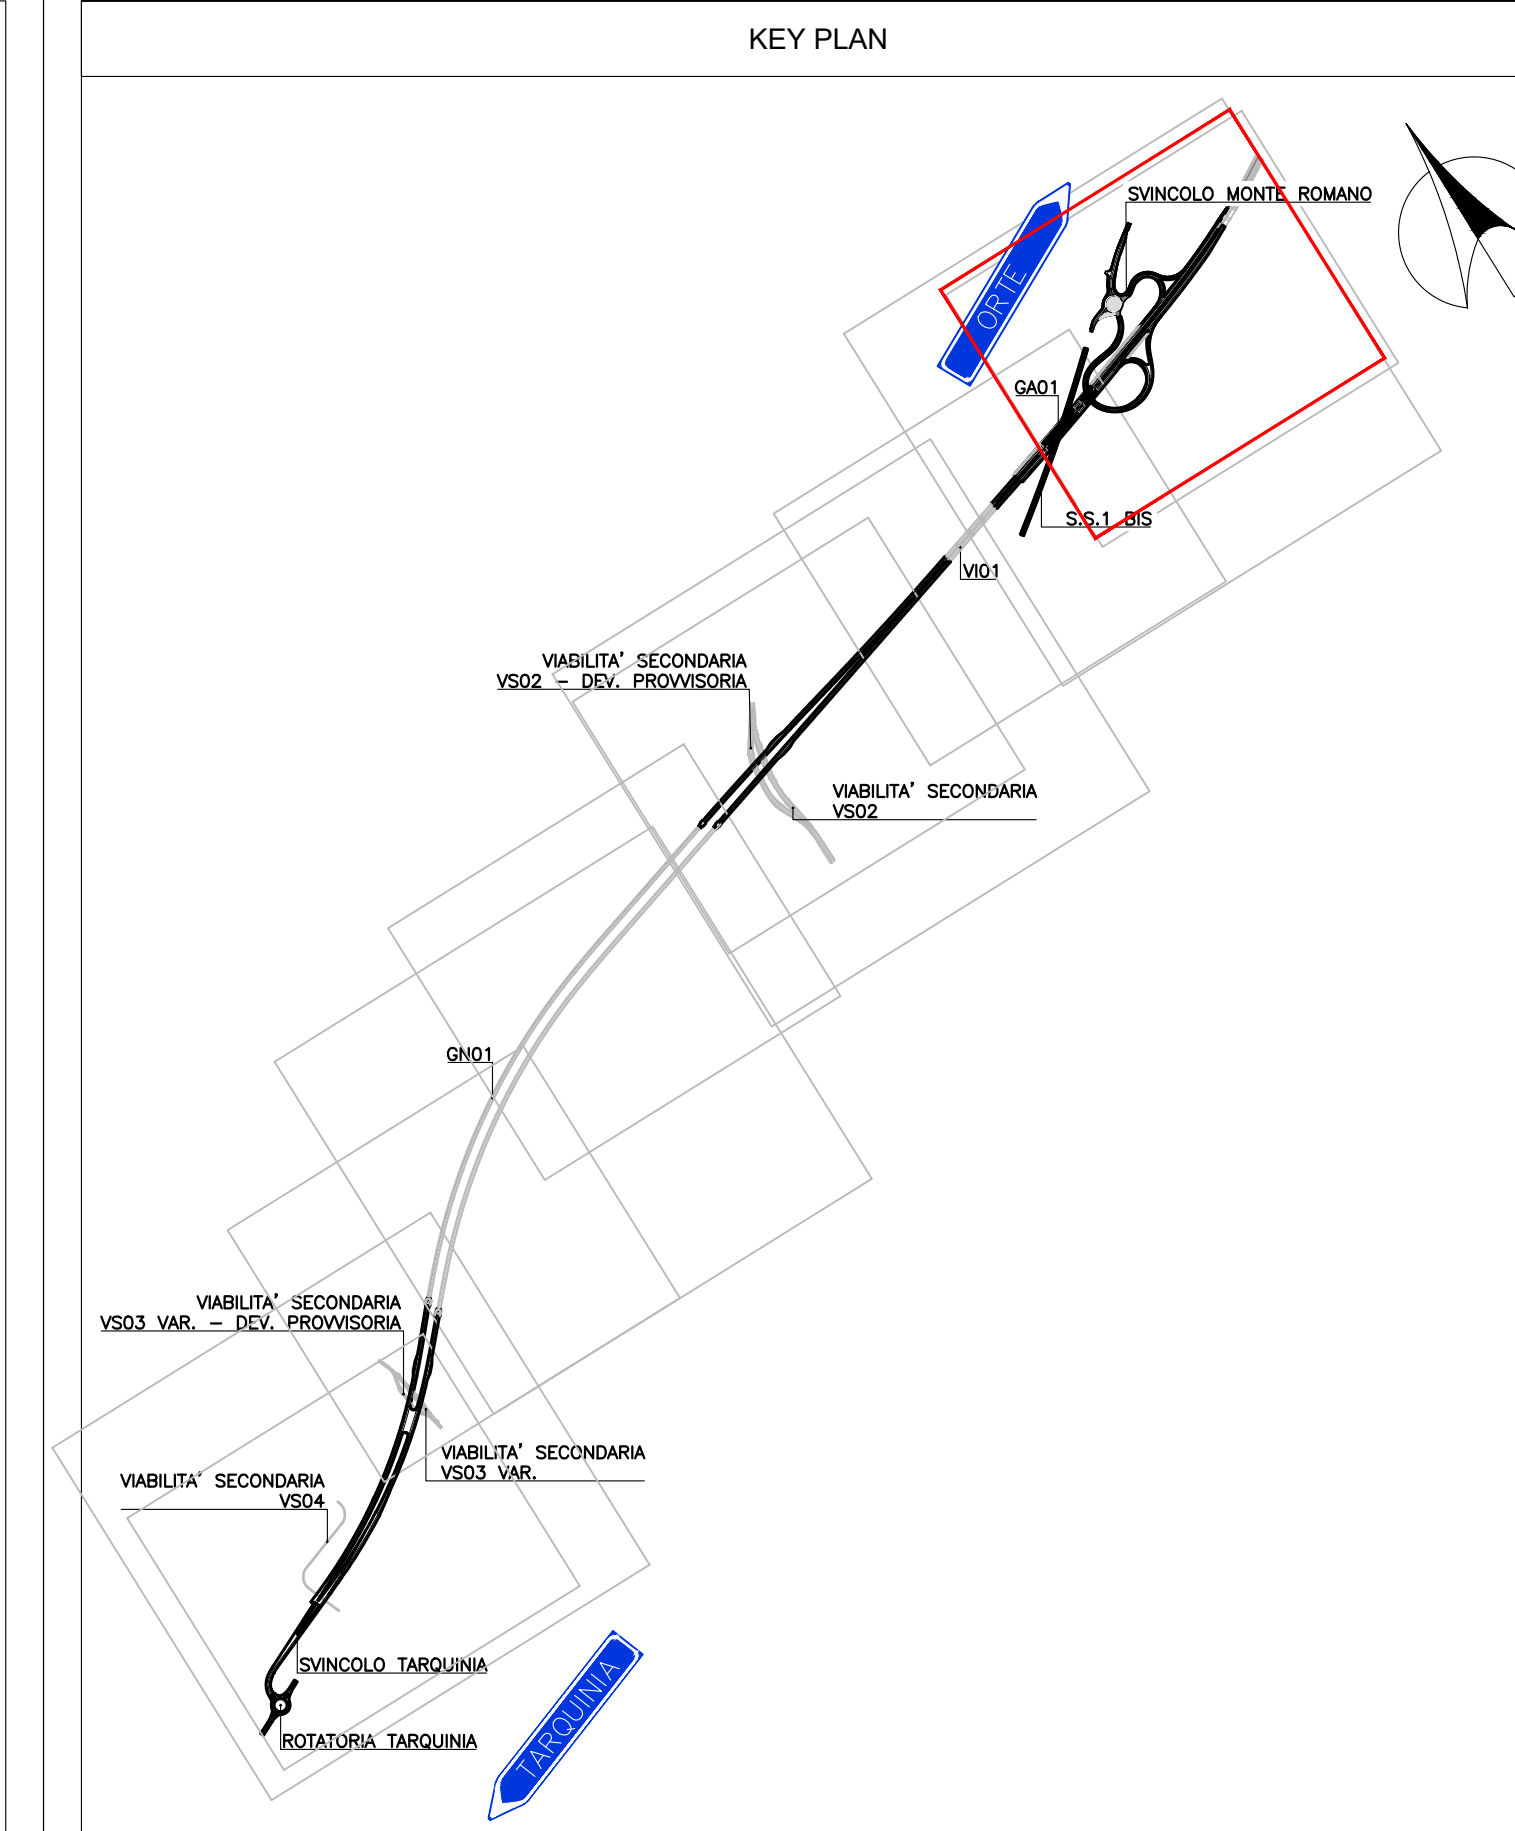 KEY PLAN
SVINCOLO MONTE ROMANO
ORTE
GA01
S.S.1 BIS
VI01
VIABILITA' SECONDARIA
VS02 - DEV. PROVVISORIA
VIABILITA' SECONDARIA
VS02
GN01
VIABILITA' SECONDARIA
VS03 VAR. - DEV. PROVVISORIA
VIABILITA' SECONDARIA
VS03 VAR.
VIABILITA' SECONDARIA
VS04
SVINCOLO TARQUINIA
TARQUINIA
ROTATORIA TARQUINIA